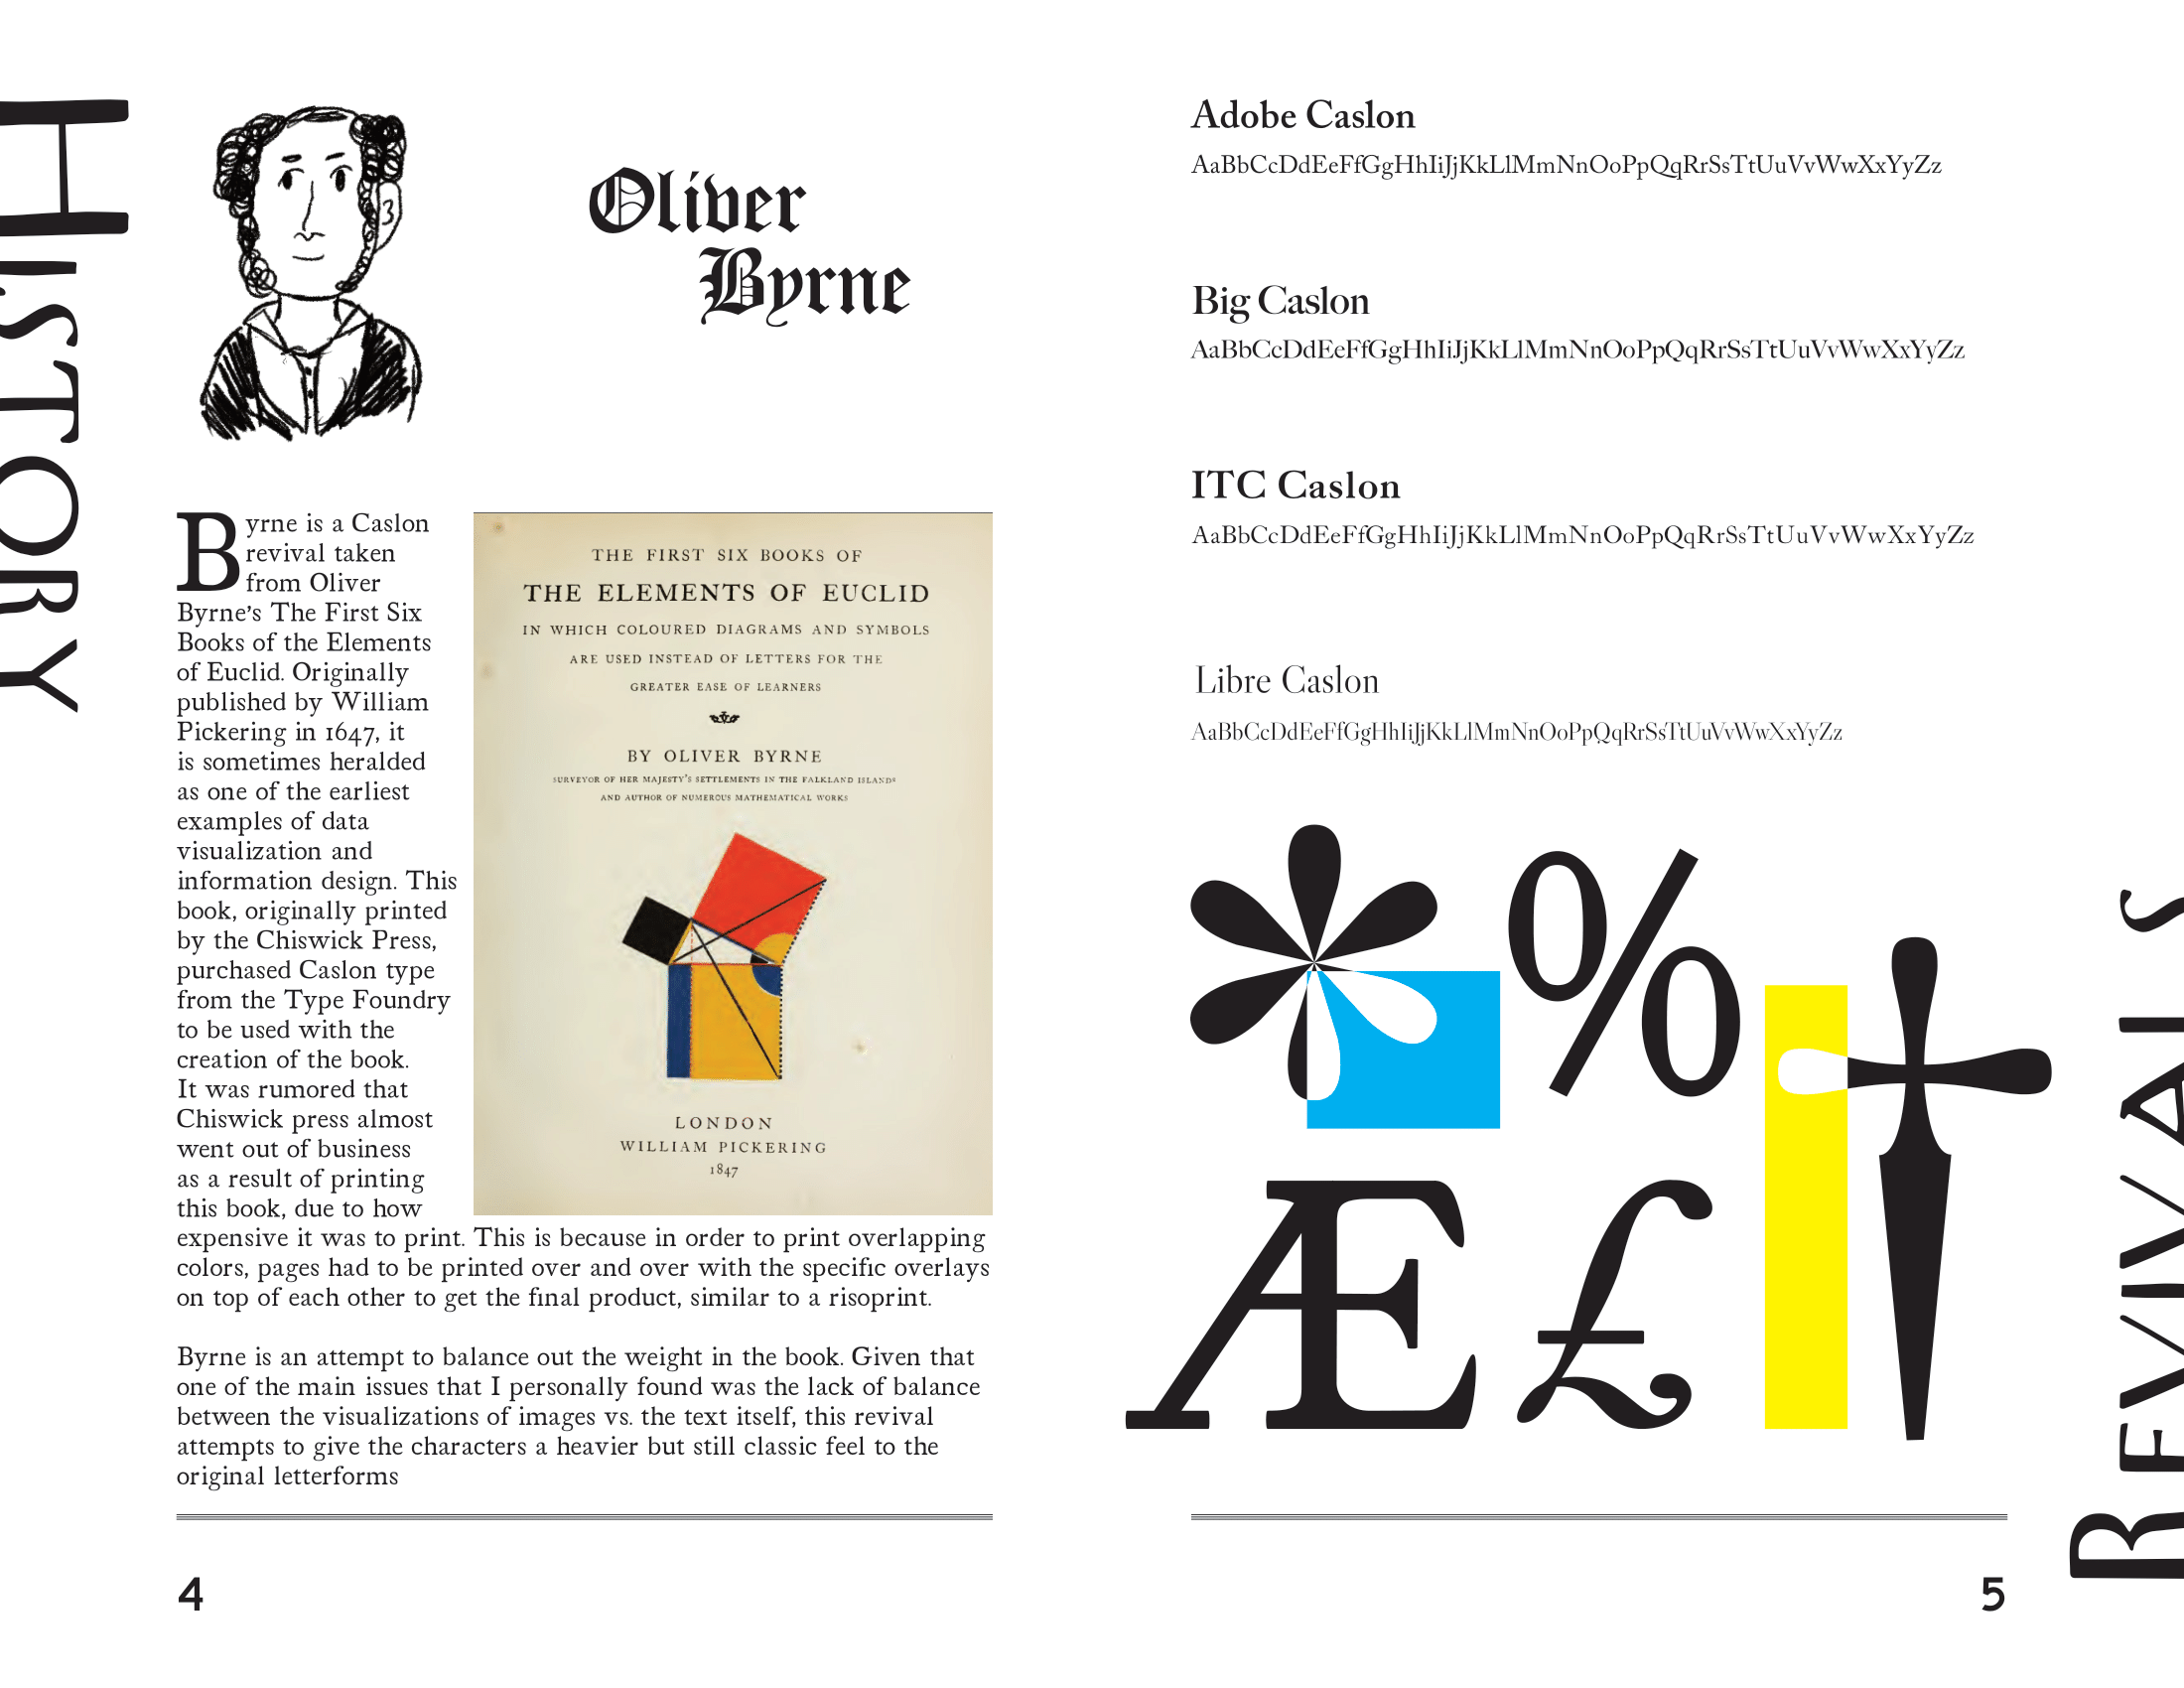 HISTORY
Oliver
Byrne
Byrne is a Caslon
revival taken
from Oliver
Byrne's The First Six
Books of the Elements
of Euclid. Originally
published by William
Pickering in 1647, it
is sometimes heralded
as one of the earliest
examples of data
visualization and
information design. This
book, originally printed
by the Chiswick Press,
purchased Caslon type
from the Type Foundry
to be used with the
creation of the book.
It was rumored that
Chiswick press almost
went out of business
as a result of printing
this book, due to how
expensive it was to print. This is because in order to print overlapping
colors, pages had to be printed over and over with the specific overlays
on top of each other to get the final product, similar to a risoprint.
Byrne is an attempt to balance out the weight in the book. Given that
one of the main issues that I personally found was the lack of balance
between the visualizations of images vs. the text itself, this revival
attempts to give the characters a heavier but still classic feel to the
original letterforms
THE FIRST SIX BOOKS OF
THE ELEMENTS OF EUCLID
IN WHICH COLOURED DIAGRAMS AND SYMBOLS
ARE USED INSTEAD OF LETTERS FOR THE
GREATER EASE OF LEARNERS
BY OLIVER BYRNE
SURVEYOR OF HER MAJESTY'S SETTLEMENTS IN THE FALKLAND ISLANDS
AND AUTHOR OF NUMEROUS MATHEMATICAL WORKS
LONDON
WILLIAM PICKERING
1847
4
Adobe Caslon
AaBbCcDdEeFfGgHhIiJjKkLlMmNnOoPpQqRrSsTtUuVvWwXxYyZz
Big Caslon
AaBbCcDdEeFfGgHhIiJjKkLlMmNnOoPpQqRrSsTtUuVvWwXxYyZz
ITC Caslon
AaBbCcDdEeFfGgHhIiJjKkLlMmNnOoPpQqRrSsTtUuVvWwXxYyZz
Libre Caslon
AaBbCcDdEeFfGgHhIiJjKkLlMmNnOoPpQqRrSsTtUuVvWwXxYyZz
*%†
Æ£
REVIVALS
5